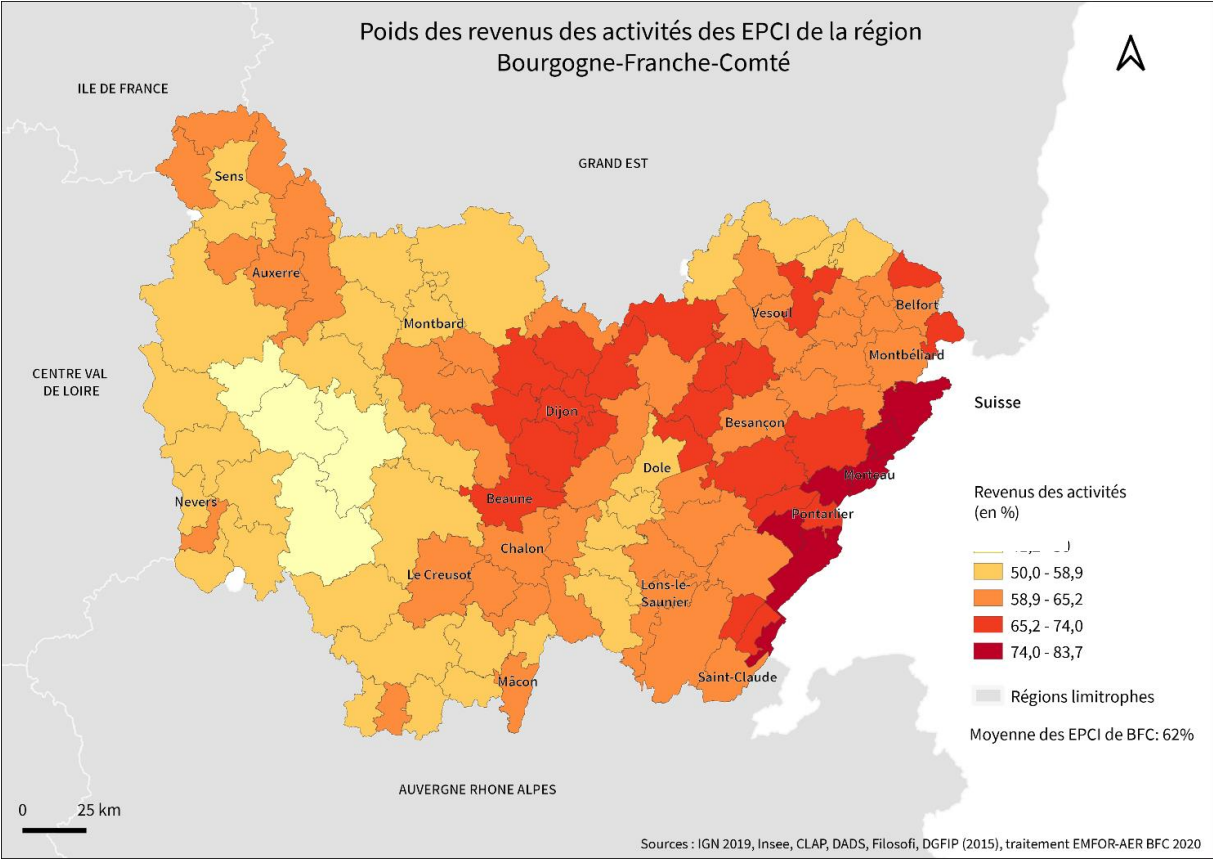 Poids des revenus des activités des EPCI de la région
Bourgogne-Franche-Comté
ILE DE FRANCE
GRAND EST
Sens
Auxerre
Montbard
Vesoul
Belfort
Montbéliard
CENTRE VAL
DE LOIRE
Suisse
Dijon
Besançon
Dole
Morteau
Nevers
Beaune
Pontarlier
Chalon
Le Creusot
Lons-le-
Saunier
Mâcon
Saint-Claude
Revenus des activités
(en %)
50,0 - 58,9
58,9 - 65,2
65,2 - 74,0
74,0 - 83,7
Régions limitrophes
Moyenne des EPCI de BFC: 62%
AUVERGNE RHONE ALPES
0 25 km
Sources : IGN 2019, Insee, CLAP, DADS, Filosofi, DGFIP (2015), traitement EMFOR-AER BFC 2020